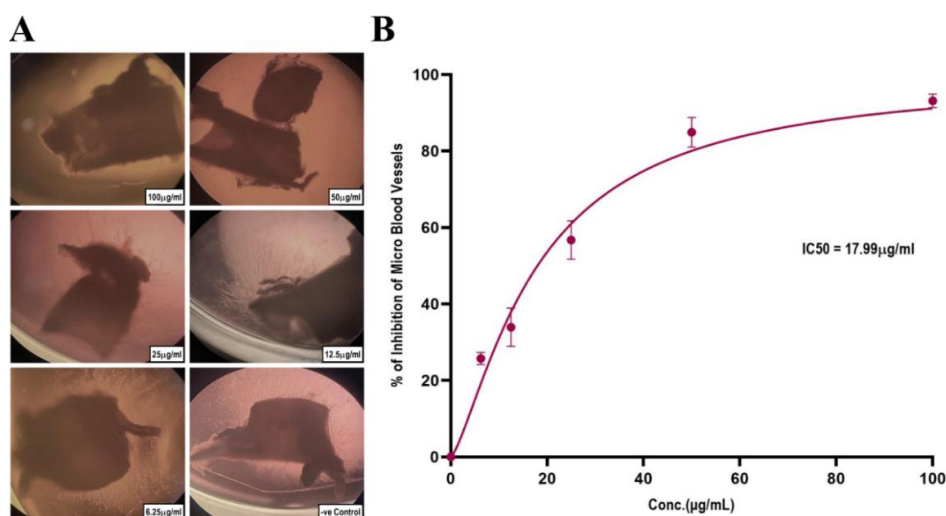 A
100µg/ml
50µg/ml
25µg/ml
12.5µg/ml
6.25µg/ml
-ve Control
B
% of Inhibition of Micro Blood Vessels
100
80
60
40
20
0
IC50 = 17.99µg/ml
0
20
40
60
80
100
Conc.(µg/mL)